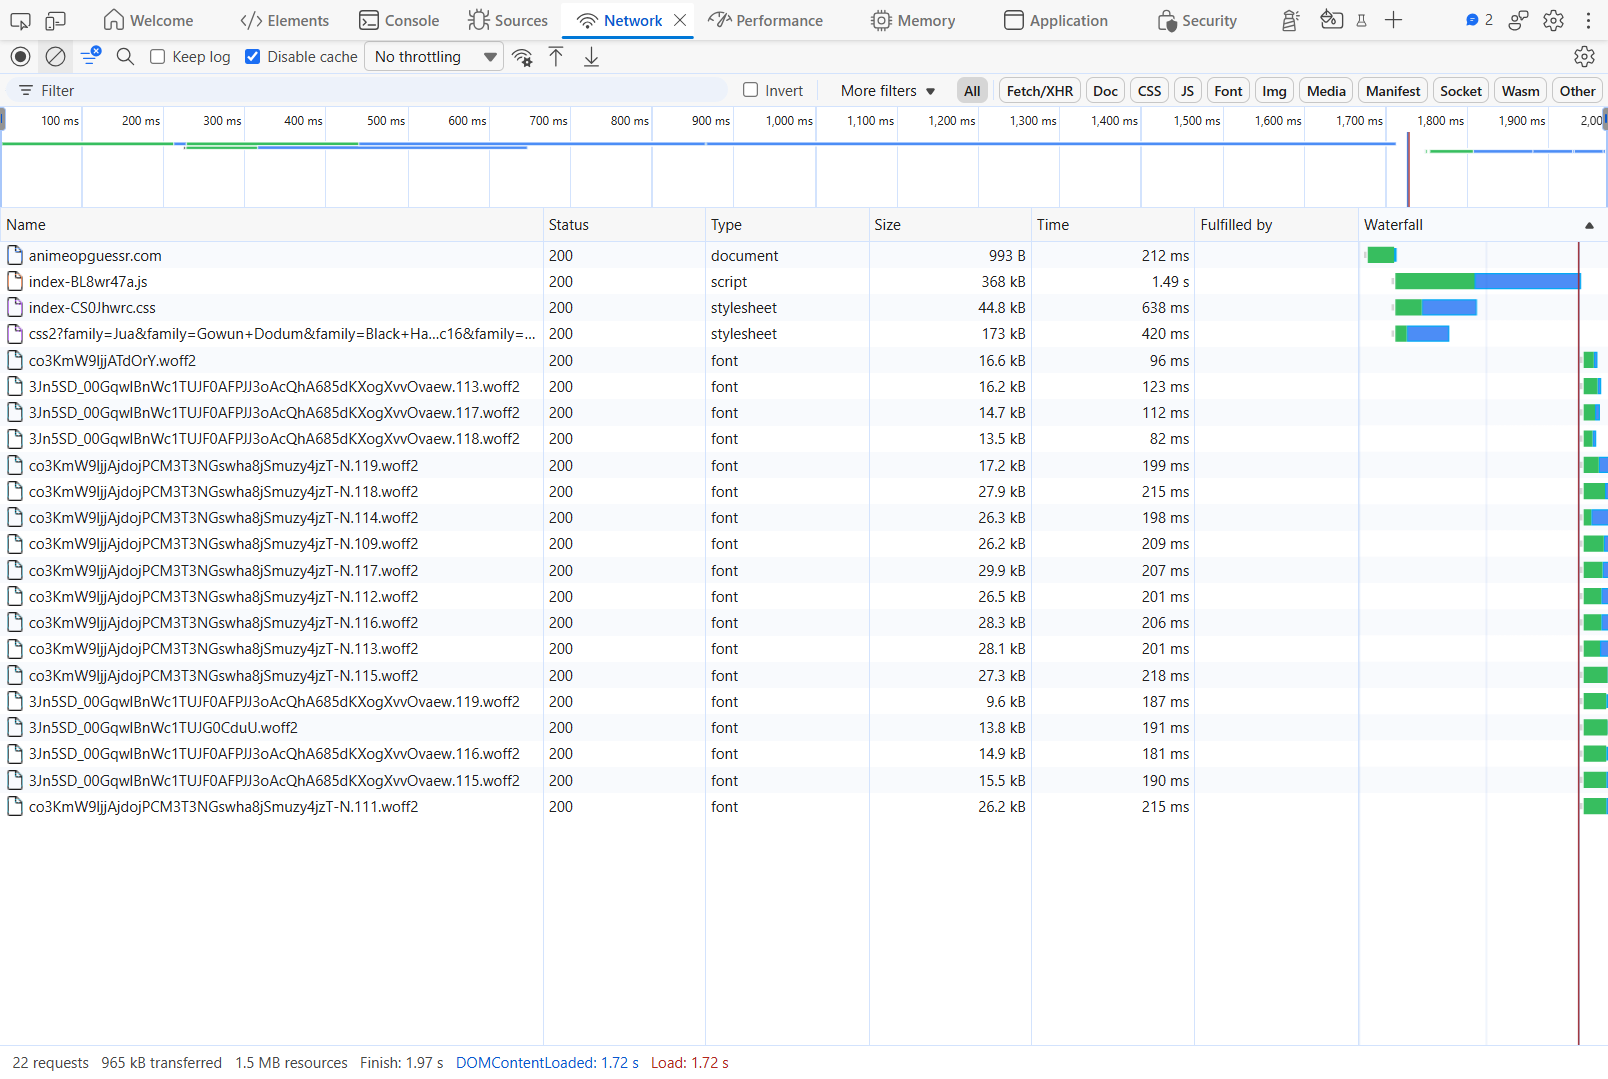 Welcome Elements Console Sources Network Performance Memory Application Security 2
Keep log Disable cache No throttling
Filter Invert More filters All Fetch/XHR Doc CSS JS Font Img Media Manifest Socket Wasm Other
100 ms 200 ms 300 ms 400 ms 500 ms 600 ms 700 ms 800 ms 900 ms 1,000 ms 1,100 ms 1,200 ms 1,300 ms 1,400 ms 1,500 ms 1,600 ms 1,700 ms 1,800 ms 1,900 ms 2,00
Name Status Type Size Time Fulfilled by Waterfall
animeopguessr.com 200 document 993 B 212 ms
index-BL8wr47a.js 200 script 368 kB 1.49 s
index-CS0Jhwrc.css 200 stylesheet 44.8 kB 638 ms
css2?family=Jua&family=Gowun+Dodum&family=Black+Ha...c16&family=... 200 stylesheet 173 kB 420 ms
co3KmW9ljjATdOrY.woff2 200 font 16.6 kB 96 ms
3Jn5SD_00GqwlBnWc1TUJF0AFPJJ3oAcQhA685dKXogXvvOvaew.113.woff2 200 font 16.2 kB 123 ms
3Jn5SD_00GqwlBnWc1TUJF0AFPJJ3oAcQhA685dKXogXvvOvaew.117.woff2 200 font 14.7 kB 112 ms
3Jn5SD_00GqwlBnWc1TUJF0AFPJJ3oAcQhA685dKXogXvvOvaew.118.woff2 200 font 13.5 kB 82 ms
co3KmW9ljjAjdojPCM3T3NGswha8jSmuzy4jzT-N.119.woff2 200 font 17.2 kB 199 ms
co3KmW9ljjAjdojPCM3T3NGswha8jSmuzy4jzT-N.118.woff2 200 font 27.9 kB 215 ms
co3KmW9ljjAjdojPCM3T3NGswha8jSmuzy4jzT-N.114.woff2 200 font 26.3 kB 198 ms
co3KmW9ljjAjdojPCM3T3NGswha8jSmuzy4jzT-N.109.woff2 200 font 26.2 kB 209 ms
co3KmW9ljjAjdojPCM3T3NGswha8jSmuzy4jzT-N.117.woff2 200 font 29.9 kB 207 ms
co3KmW9ljjAjdojPCM3T3NGswha8jSmuzy4jzT-N.112.woff2 200 font 26.5 kB 201 ms
co3KmW9ljjAjdojPCM3T3NGswha8jSmuzy4jzT-N.116.woff2 200 font 28.3 kB 206 ms
co3KmW9ljjAjdojPCM3T3NGswha8jSmuzy4jzT-N.113.woff2 200 font 28.1 kB 201 ms
co3KmW9ljjAjdojPCM3T3NGswha8jSmuzy4jzT-N.115.woff2 200 font 27.3 kB 218 ms
3Jn5SD_00GqwlBnWc1TUJF0AFPJJ3oAcQhA685dKXogXvvOvaew.119.woff2 200 font 9.6 kB 187 ms
3Jn5SD_00GqwlBnWc1TUJG0CduU.woff2 200 font 13.8 kB 191 ms
3Jn5SD_00GqwlBnWc1TUJF0AFPJJ3oAcQhA685dKXogXvvOvaew.116.woff2 200 font 14.9 kB 181 ms
3Jn5SD_00GqwlBnWc1TUJF0AFPJJ3oAcQhA685dKXogXvvOvaew.115.woff2 200 font 15.5 kB 190 ms
co3KmW9ljjAjdojPCM3T3NGswha8jSmuzy4jzT-N.111.woff2 200 font 26.2 kB 215 ms
22 requests 965 kB transferred 1.5 MB resources Finish: 1.97 s DOMContentLoaded: 1.72 s Load: 1.72 s